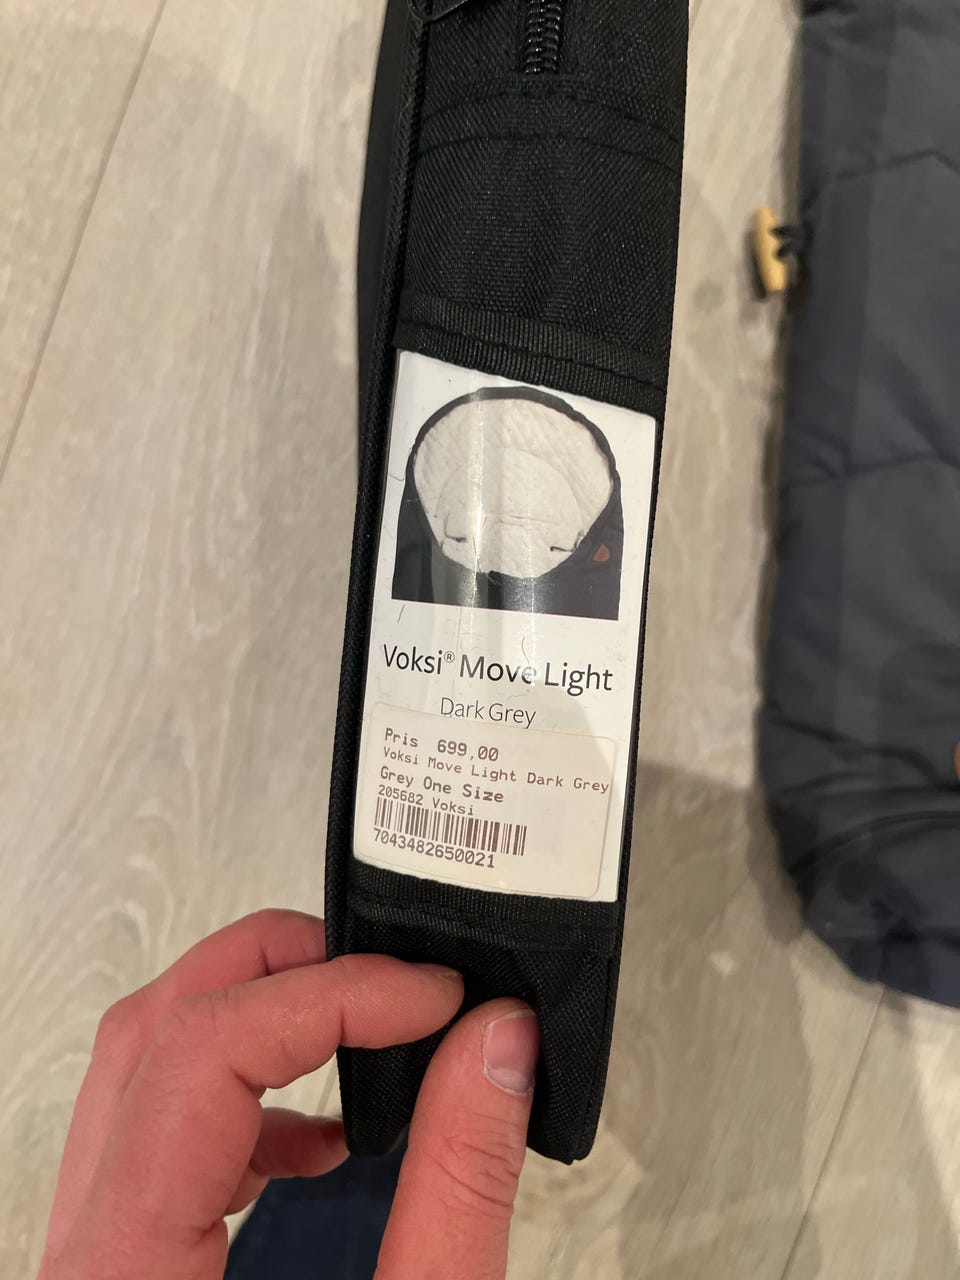 Voksi® Move Light
Dark Grey
Pris 699,00
Voksi Move Light Dark Grey
Grey One Size
205682 Voksi
7043482650021